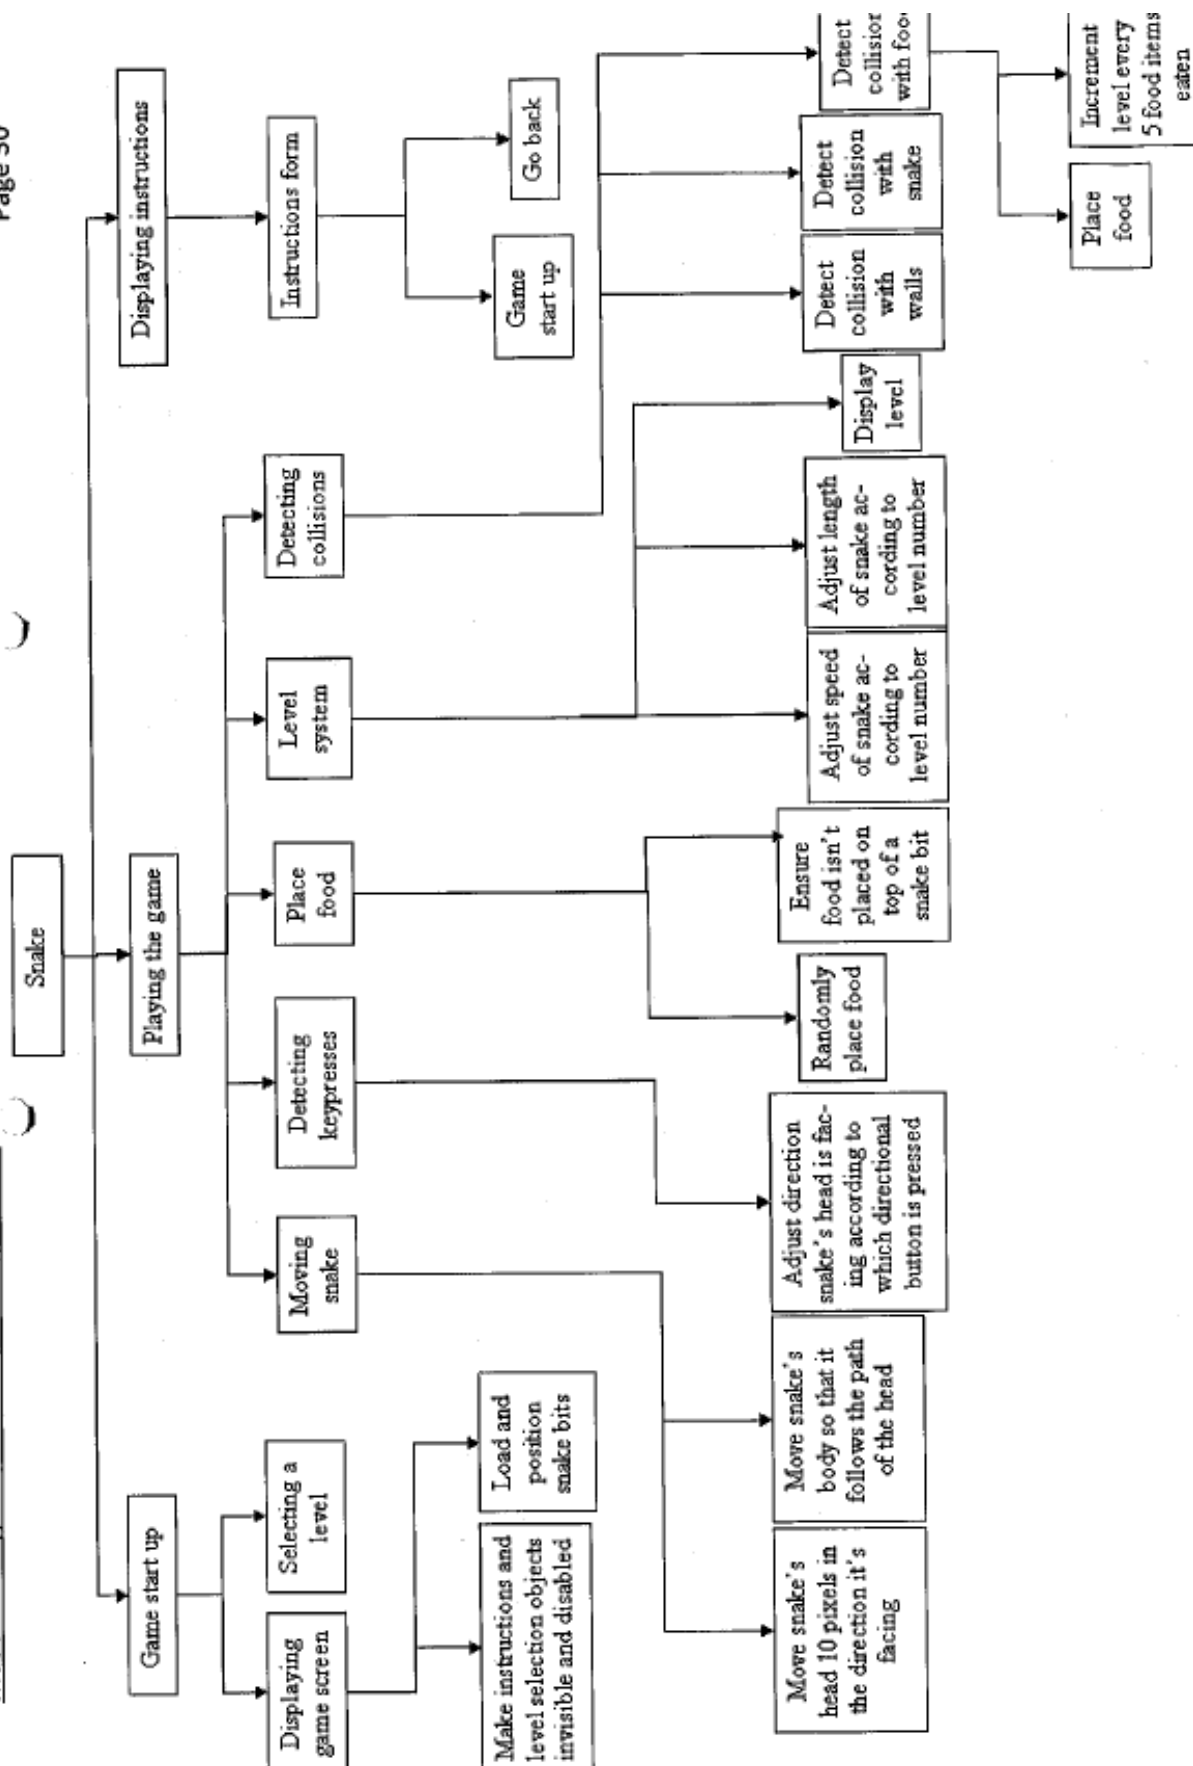 Page 30
Snake
Game start up
Playing the game
Displaying instructions
Displaying
game screen
Selecting a
level
Moving
snake
Detecting
keypresses
Place
food
Level
system
Detecting
collisions
Instructions form
Make instructions and
level selection objects
invisible and disabled
Load and
position
snake bits
Game
start up
Go back
Move snake's
head 10 pixels in
the direction it's
facing
Move snake's
body so that it
follows the path
of the head
Adjust direction
snake's head is fac-
ing according to
which directional
button is pressed
Randomly
place food
Ensure
food isn't
placed on
top of a
snake bit
Adjust speed
of snake ac-
cording to
level number
Adjust length
of snake ac-
cording to
level number
Display
level
Detect
collision
with
walls
Detect
collision
with
snake
Detect
collision
with food
Place
food
Increment
level every
5 food items
eaten